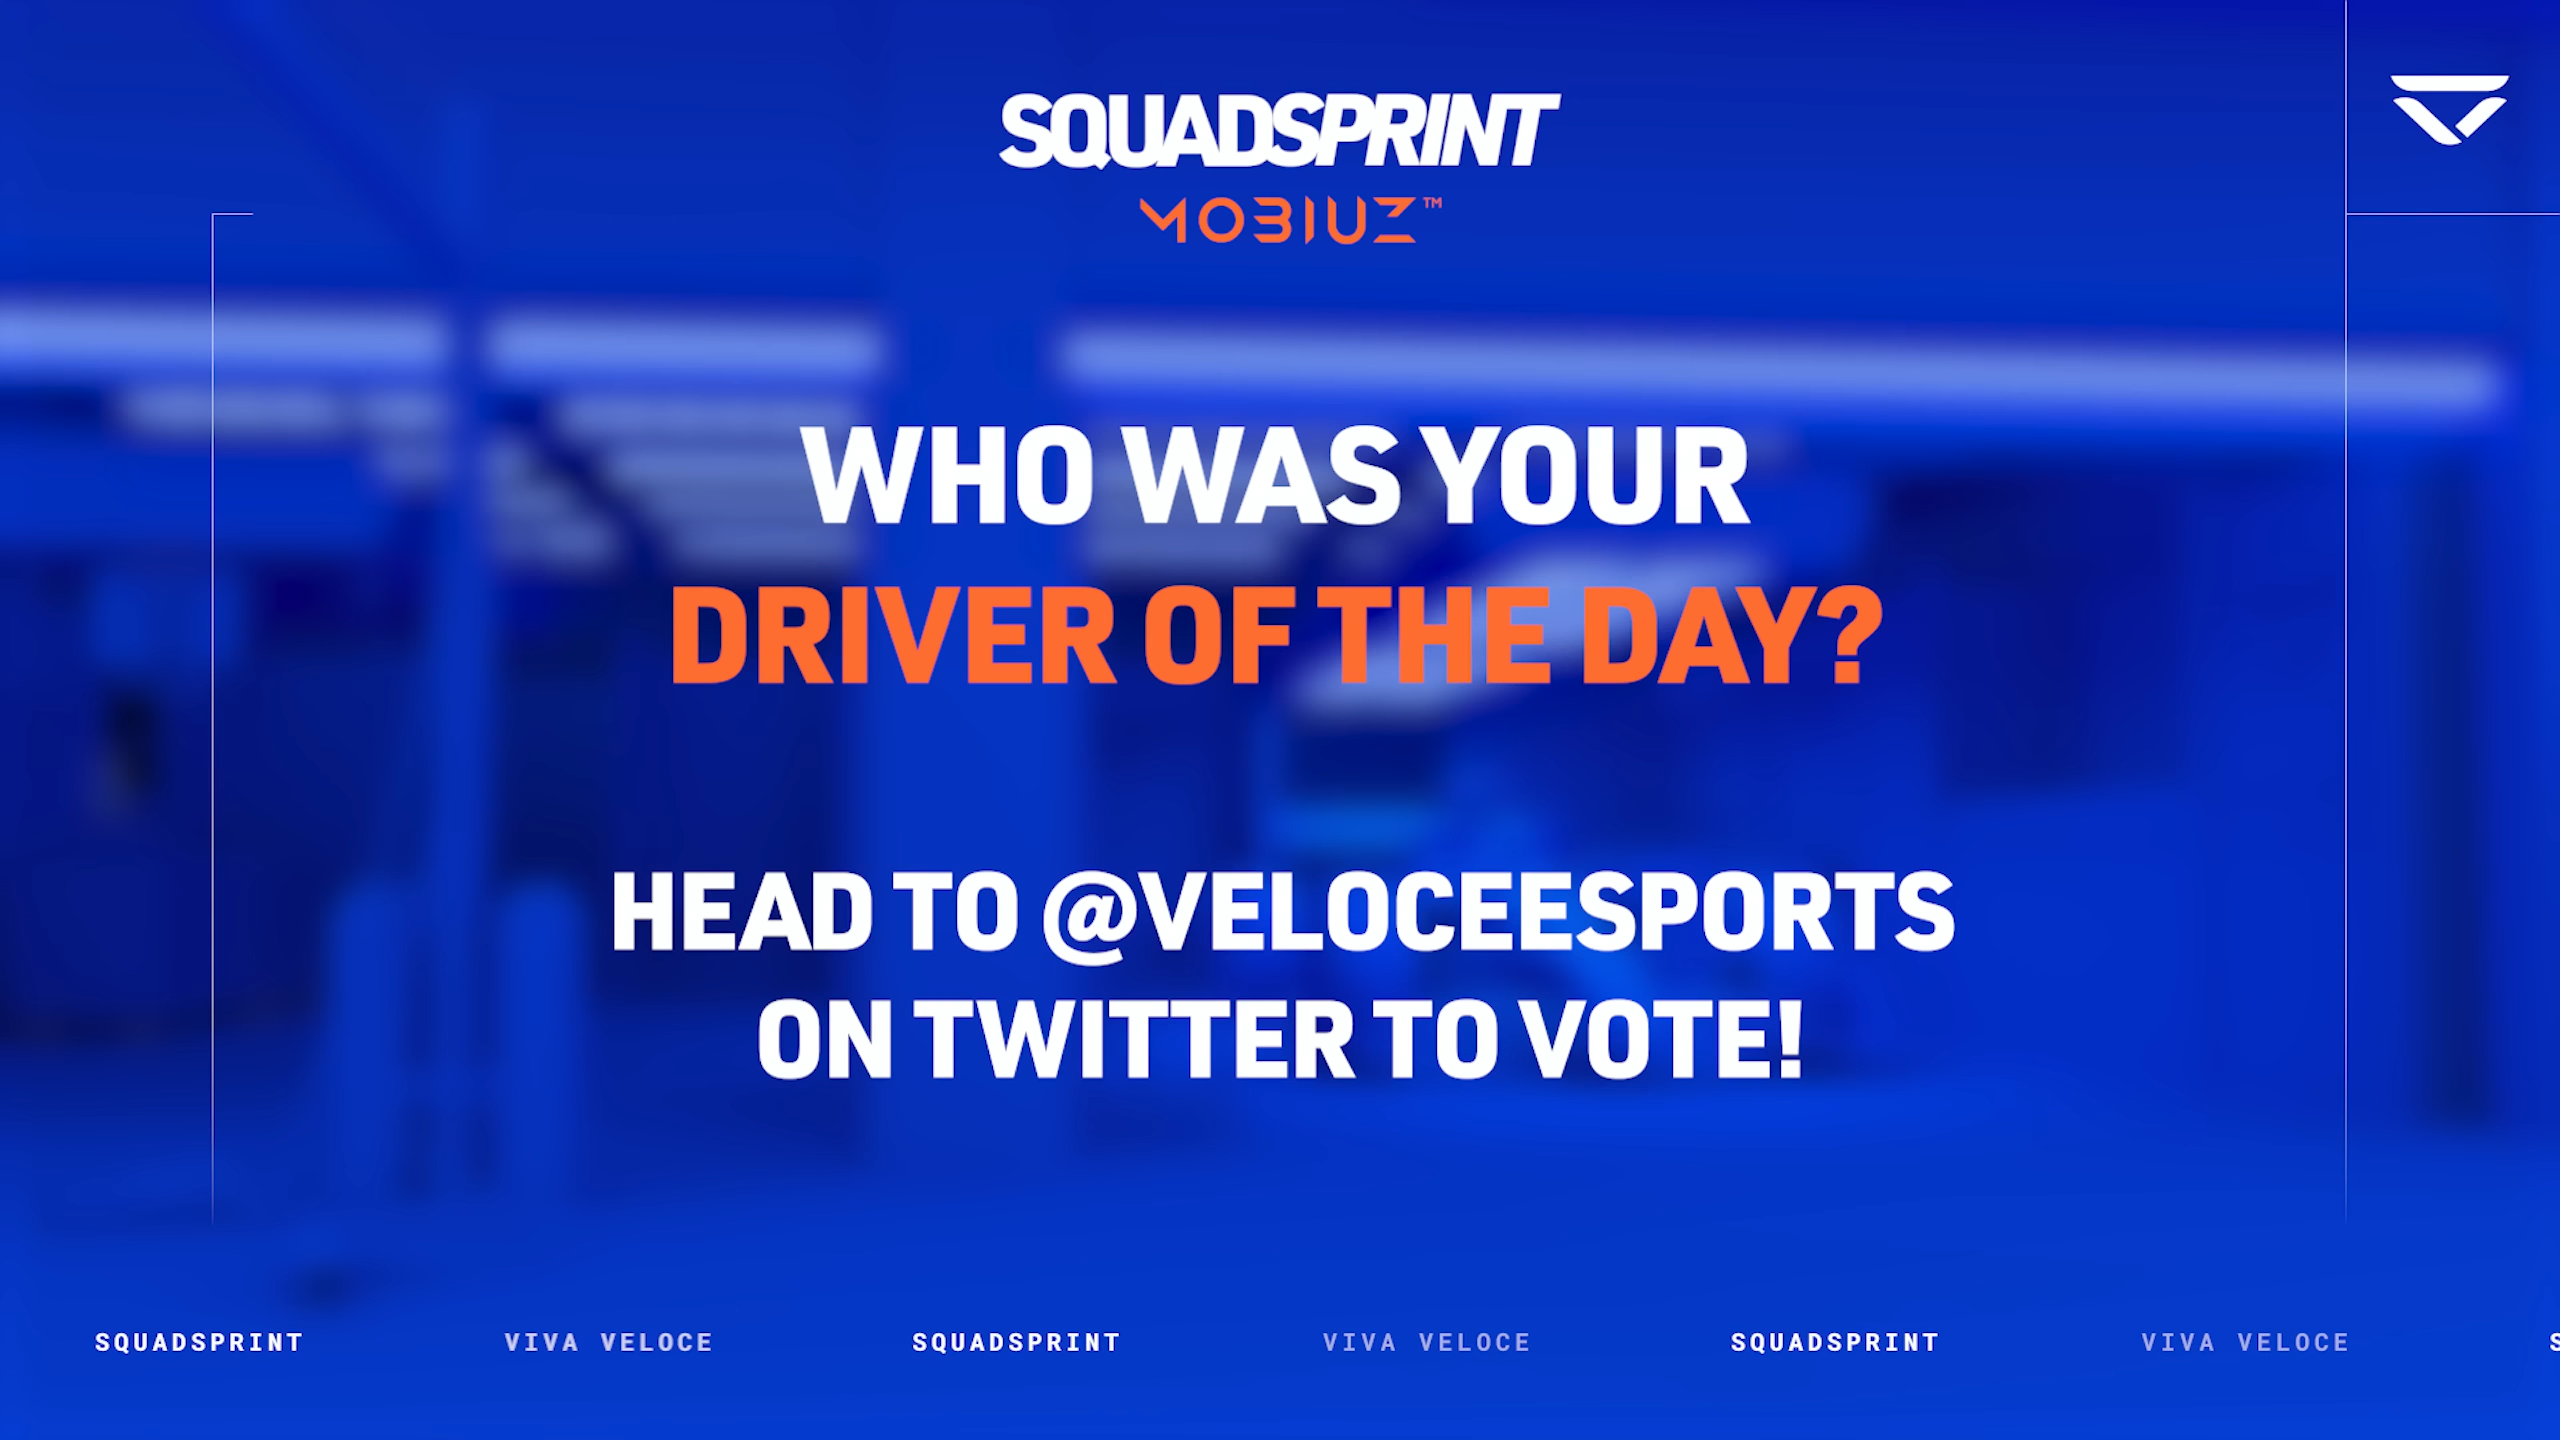 SQUADSPRINT
MOBIUZ™
WHO WAS YOUR
DRIVER OF THE DAY?
HEAD TO @VELOCEESPORTS
ON TWITTER TO VOTE!
SQUADSPRINT VIVA VELOCE SQUADSPRINT VIVA VELOCE SQUADSPRINT VIVA VELOCE S